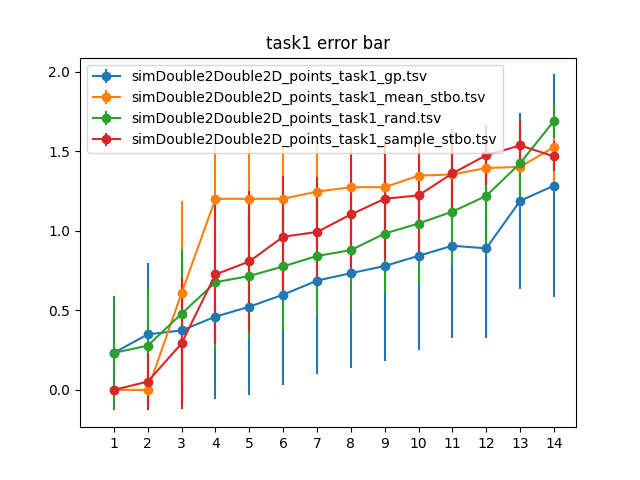 task1 error bar
simDouble2Double2D_points_task1_gp.tsv
simDouble2Double2D_points_task1_mean_stbo.tsv
simDouble2Double2D_points_task1_rand.tsv
simDouble2Double2D_points_task1_sample_stbo.tsv
2.0
1.5
1.0
0.5
0.0
1 2 3 4 5 6 7 8 9 10 11 12 13 14